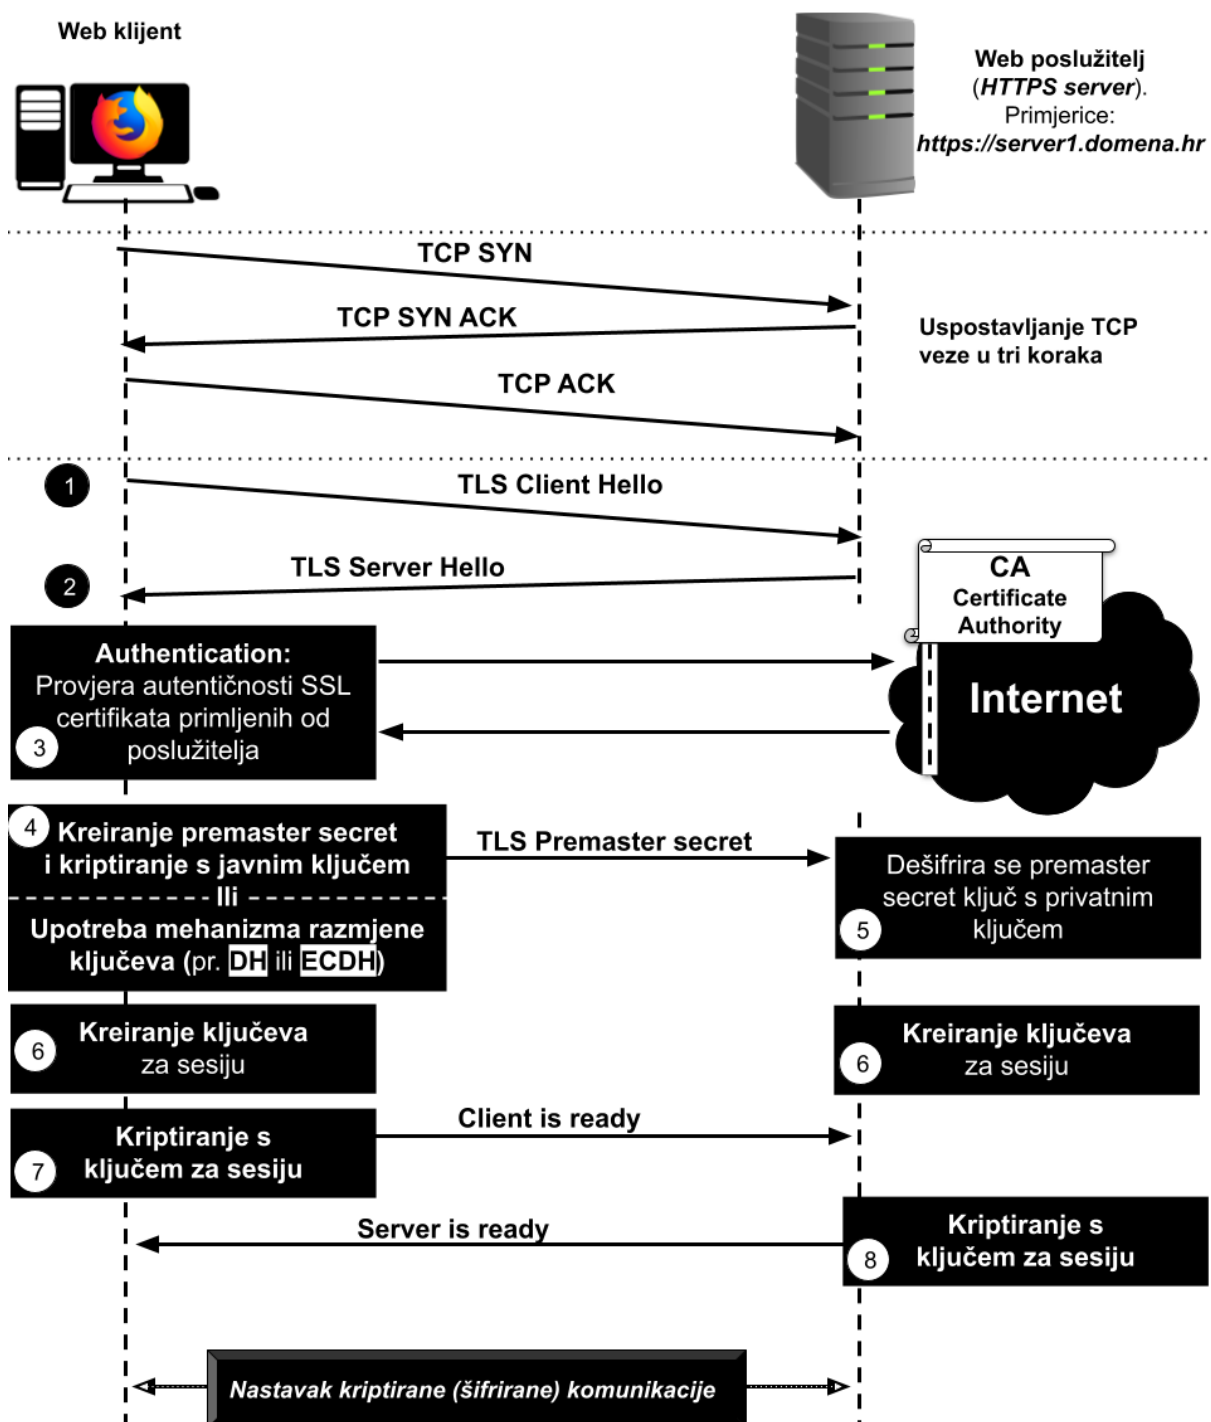 Web klijent
Web poslužitelj
(HTTPS server).
Primjerice:
https://server1.domena.hr
TCP SYN
TCP SYN ACK
Uspostavljanje TCP
veze u tri koraka
TCP ACK
1
TLS Client Hello
2
TLS Server Hello
CA
Certificate
Authority
Internet
Authentication:
Provjera autentičnosti SSL
certifikata primljenih od
poslužitelja
3
4
Kreiranje premaster secret
i kriptiranje s javnim ključem
Ili
Upotreba mehanizma razmjene
ključeva (pr. DH ili ECDH)
TLS Premaster secret
Dešifrira se premaster
secret ključ s privatnim
ključem
5
Kreiranje ključeva
za sesiju
6
Kreiranje ključeva
za sesiju
6
Kriptiranje s
ključem za sesiju
7
Client is ready
Server is ready
Kriptiranje s
ključem za sesiju
8
Nastavak kriptirane (šifrirane) komunikacije